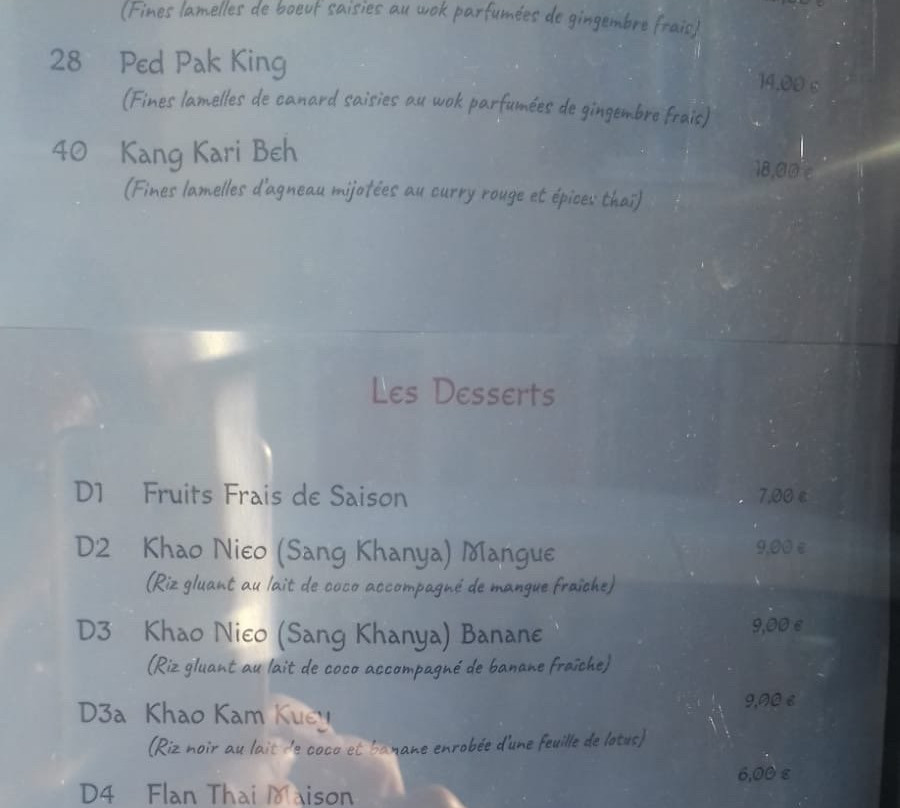 (Fines lamelles de boeuf saisies au wok parfumées de gingembre frais)
28 Ped Pak King 14,00 €
(Fines lamelles de canard saisies au wok parfumées de gingembre frais)
40 Kang Kari Beh 18,00 €
(Fines lamelles d'agneau mijotées au curry rouge et épices thaï)
Les Desserts
D1 Fruits Frais de Saison 7,00 €
D2 Khao Nieo (Sang Khanya) Mangue 9,00 €
(Riz gluant au lait de coco accompagné de mangue fraîche)
D3 Khao Nieo (Sang Khanya) Banane 9,00 €
(Riz gluant au lait de coco accompagné de banane fraîche)
D3a Khao Kam Kuey 9,00 €
(Riz noir au lait de coco et banane enrobée d'une feuille de lotus)
D4 Flan Thai Maison 6,00 €